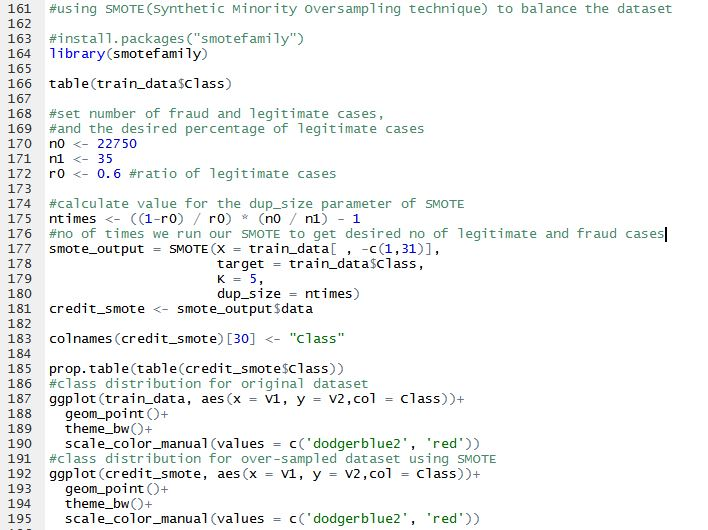 161 #using SMOTE(Synthetic Minority Oversampling technique) to balance the dataset
162
163 #install.packages("smotefamily")
164 library(smotefamily)
165
166 table(train_data$Class)
167
168 #set number of fraud and legitimate cases,
169 #and the desired percentage of legitimate cases
170 n0 <- 22750
171 n1 <- 35
172 r0 <- 0.6 #ratio of legitimate cases
173
174 #calculate value for the dup_size parameter of SMOTE
175 ntimes <- ((1-r0) / r0) * (n0 / n1) - 1
176 #no of times we run our SMOTE to get desired no of legitimate and fraud cases
177 smote_output = SMOTE(X = train_data[ , -c(1,31)],
178                      target = train_data$Class,
179                      K = 5,
180                      dup_size = ntimes)
181 credit_smote <- smote_output$data
182
183 colnames(credit_smote)[30] <- "Class"
184
185 prop.table(table(credit_smote$Class))
186 #class distribution for original dataset
187 ggplot(train_data, aes(x = V1, y = V2,col = Class))+
188   geom_point()+
189   theme_bw()+
190   scale_color_manual(values = c('dodgerblue2', 'red'))
191 #class distribution for over-sampled dataset using SMOTE
192 ggplot(credit_smote, aes(x = V1, y = V2,col = Class))+
193   geom_point()+
194   theme_bw()+
195   scale_color_manual(values = c('dodgerblue2', 'red'))